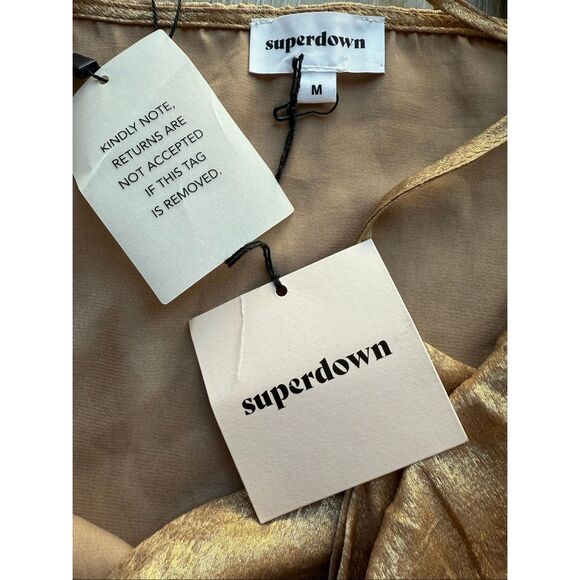 superdown
M
KINDLY NOTE,
RETURNS ARE
NOT ACCEPTED
IF THIS TAG
IS REMOVED.
superdown